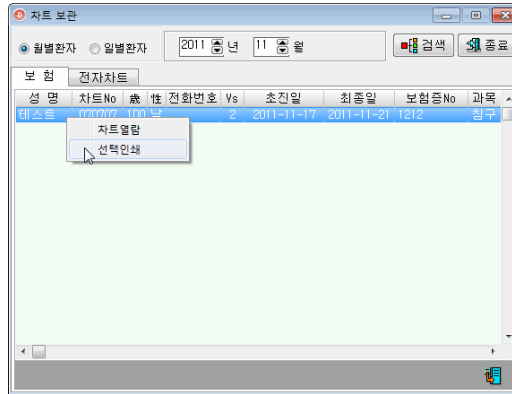 차트 보관
월별환자 일별환자 2011 년 11 월 검색 종료
보 험 전자차트
성 명 차트No 歲 性 전화번호 Vs 초진일 최종일 보험증No 과목
테스트 070707 100 남 2 2011-11-17 2011-11-21 1212 침구
차트열람
선택인쇄